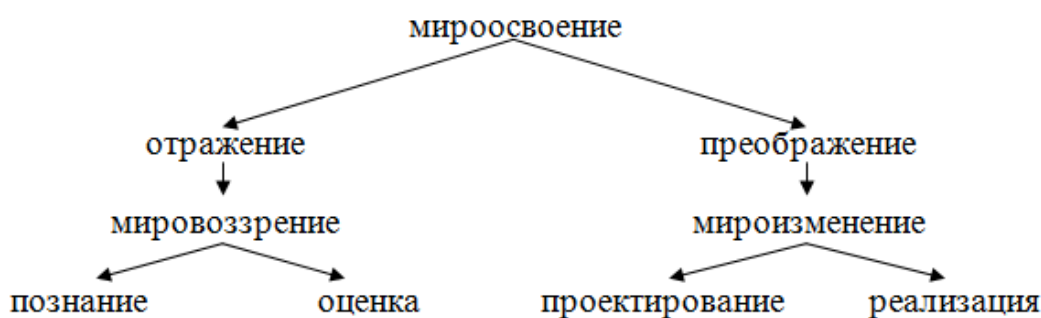 мироосвоение
отражение преображение
мировоззрение мироизменение
познание оценка проектирование реализация